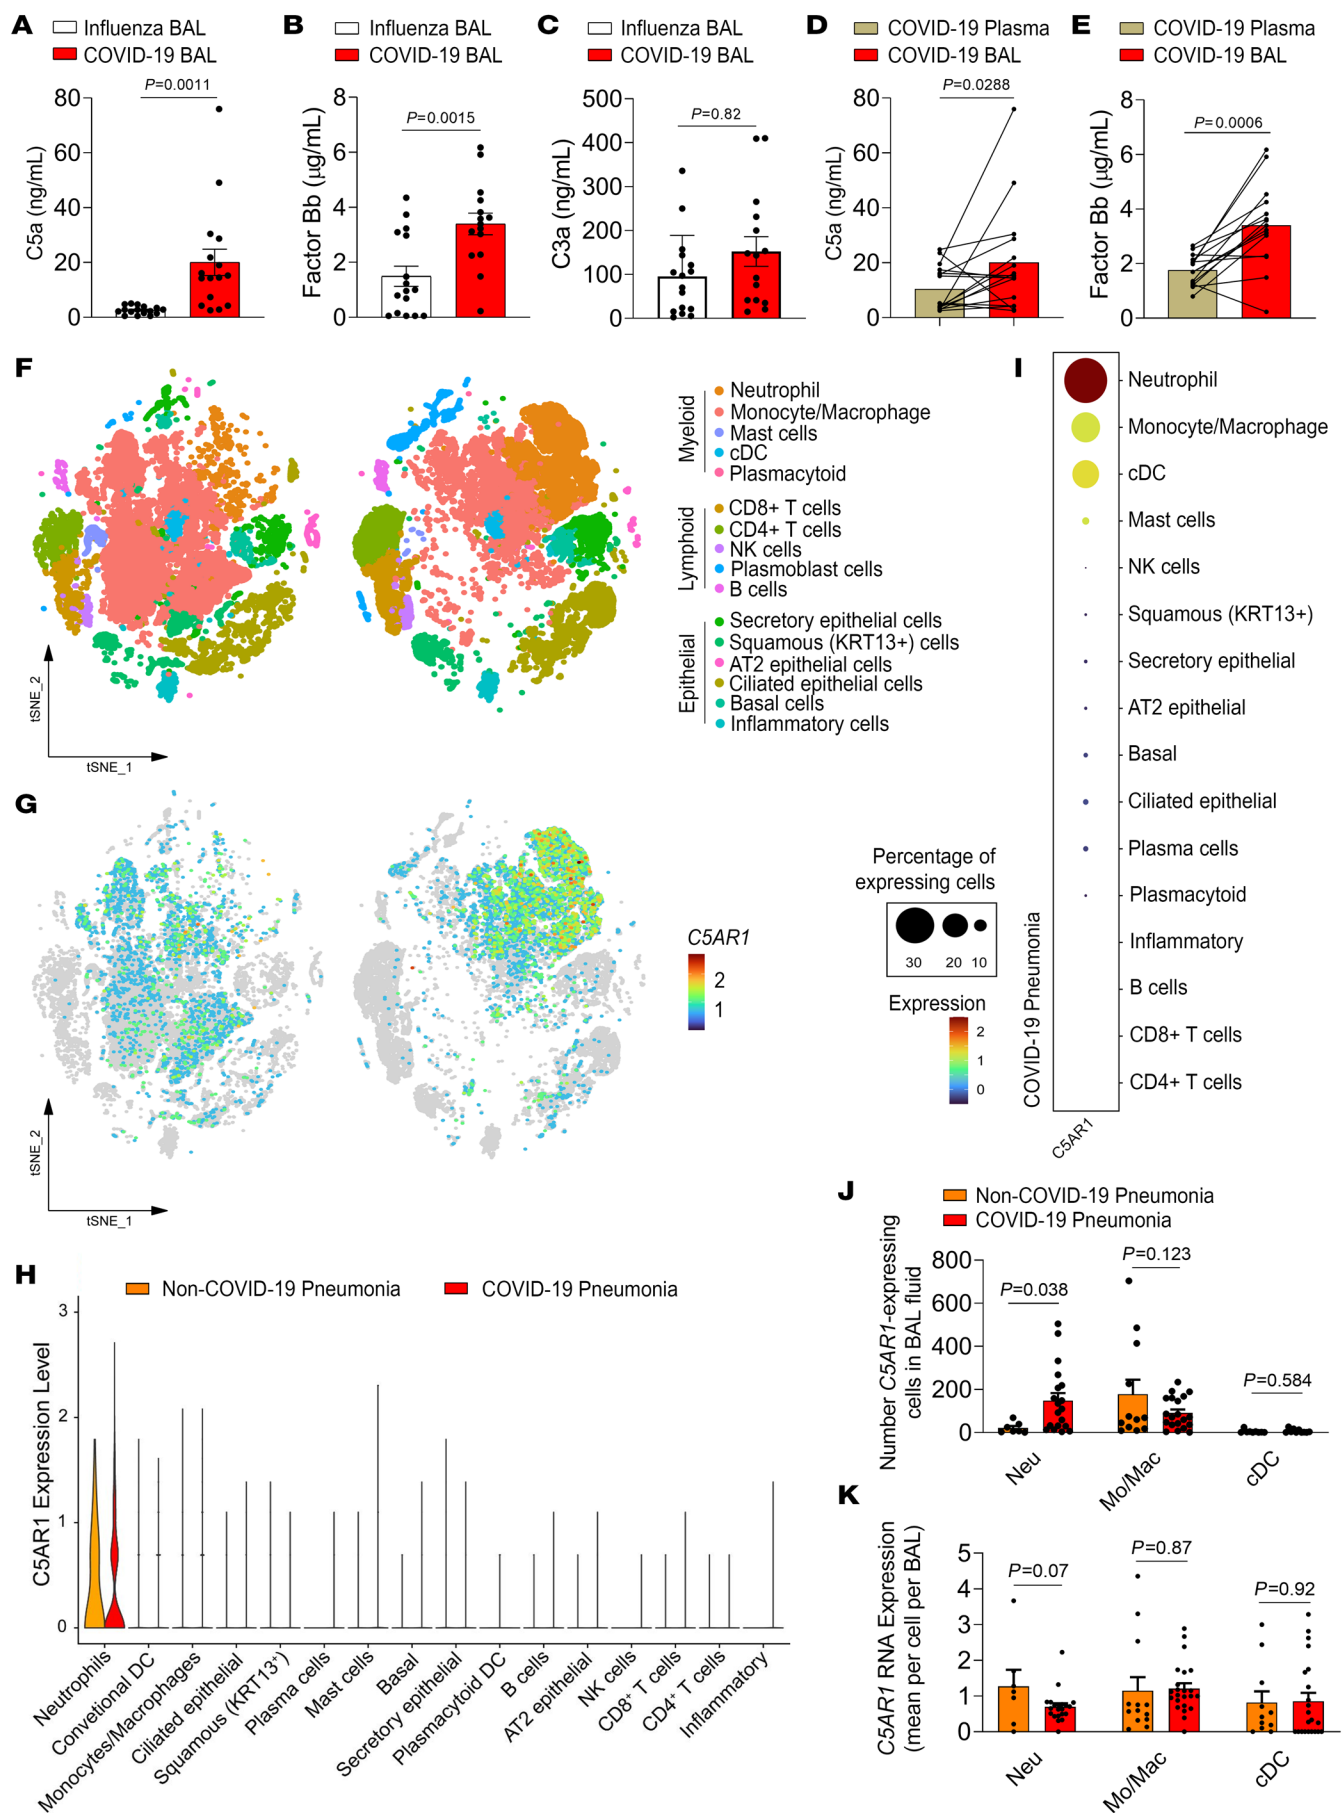 A
Influenza BAL
COVID-19 BAL
P=0.0011
C5a (ng/mL)
80
60
40
20
0
B
Influenza BAL
COVID-19 BAL
P=0.0015
Factor Bb (μg/mL)
8
6
4
2
0
C
Influenza BAL
COVID-19 BAL
P=0.82
C3a (ng/mL)
500
400
300
200
100
0
D
COVID-19 Plasma
COVID-19 BAL
P=0.0288
C5a (ng/mL)
80
60
40
20
0
E
COVID-19 Plasma
COVID-19 BAL
P=0.0006
Factor Bb (μg/mL)
8
6
4
2
0
F
tSNE_2
tSNE_1
Myeloid
Neutrophil
Monocyte/Macrophage
Mast cells
cDC
Plasmacytoid
Lymphoid
CD8+ T cells
CD4+ T cells
NK cells
Plasmoblast cells
B cells
Epithelial
Secretory epithelial cells
Squamous (KRT13+) cells
AT2 epithelial cells
Ciliated epithelial cells
Basal cells
Inflammatory cells
G
tSNE_2
tSNE_1
C5AR1
2
1
Percentage of
expressing cells
30 20 10
Expression
2
1
0
I
Neutrophil
Monocyte/Macrophage
cDC
Mast cells
NK cells
Squamous (KRT13+)
Secretory epithelial
AT2 epithelial
Basal
Ciliated epithelial
Plasma cells
Plasmacytoid
Inflammatory
B cells
CD8+ T cells
CD4+ T cells
COVID-19 Pneumonia
C5AR1
H
Non-COVID-19 Pneumonia
COVID-19 Pneumonia
C5AR1 Expression Level
3
2
1
0
Neutrophils
Convetional DC
Monocytes/Macrophages
Ciliated epithelial
Squamous (KRT13⁺)
Plasma cells
Mast cells
Basal
Secretory epithelial
Plasmacytoid DC
B cells
AT2 epithelial
NK cells
CD8⁺ T cells
CD4⁺ T cells
Inflammatory
J
Non-COVID-19 Pneumonia
COVID-19 Pneumonia
Number C5AR1-expressing
cells in BAL fluid
800
600
400
200
0
P=0.038
P=0.123
P=0.584
Neu
Mo/Mac
cDC
K
C5AR1 RNA Expression
(mean per cell per BAL)
5
4
3
2
1
0
P=0.07
P=0.87
P=0.92
Neu
Mo/Mac
cDC